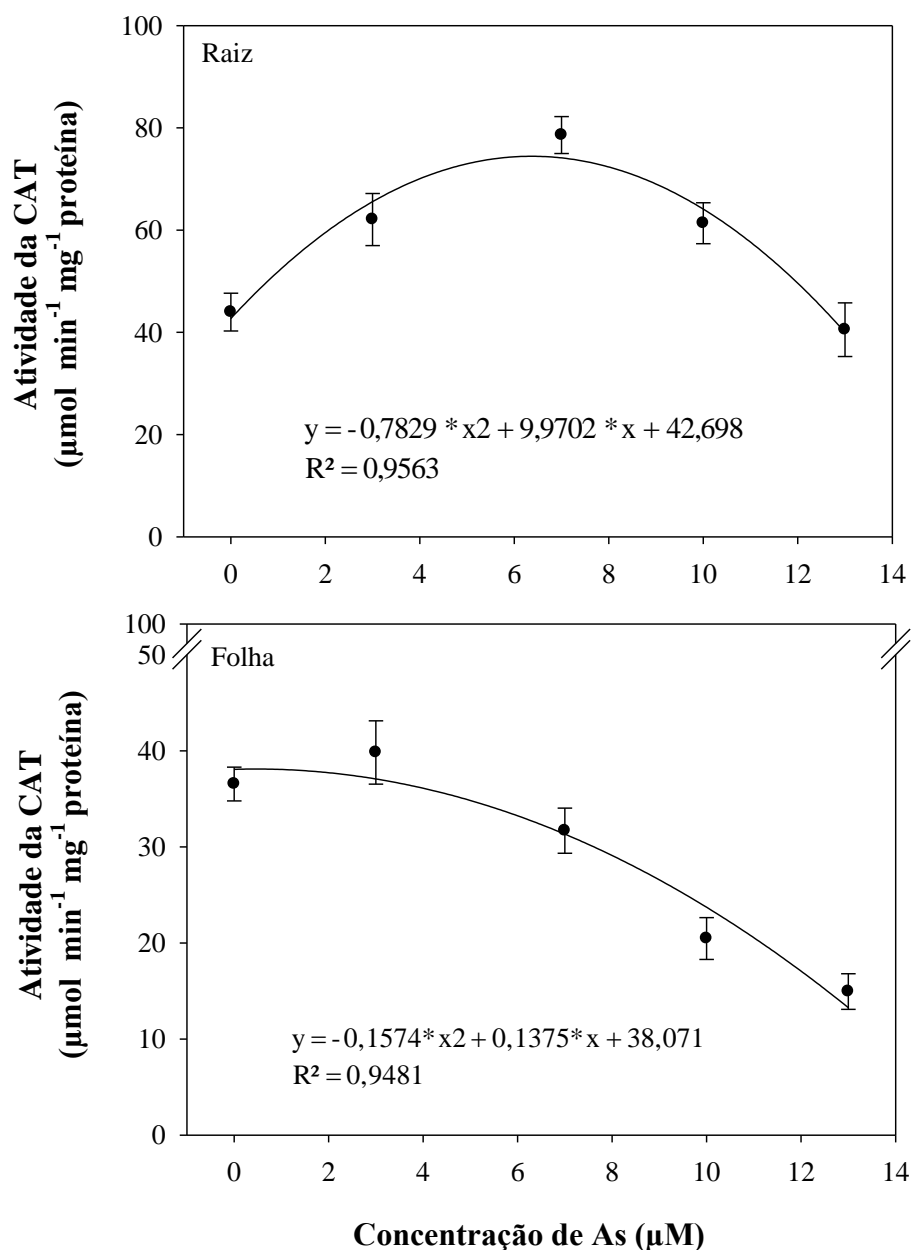 Raiz
Atividade da CAT
(µmol min⁻¹ mg⁻¹ proteína)
100
80
60
40
20
0
y = -0,7829 *x2 + 9,9702 *x + 42,698
R² = 0,9563
0 2 4 6 8 10 12 14
Folha
Atividade da CAT
(µmol min⁻¹ mg⁻¹ proteína)
100
50
40
30
20
10
0
y = -0,1574*x2 + 0,1375*x + 38,071
R² = 0,9481
0 2 4 6 8 10 12 14
Concentração de As (µM)